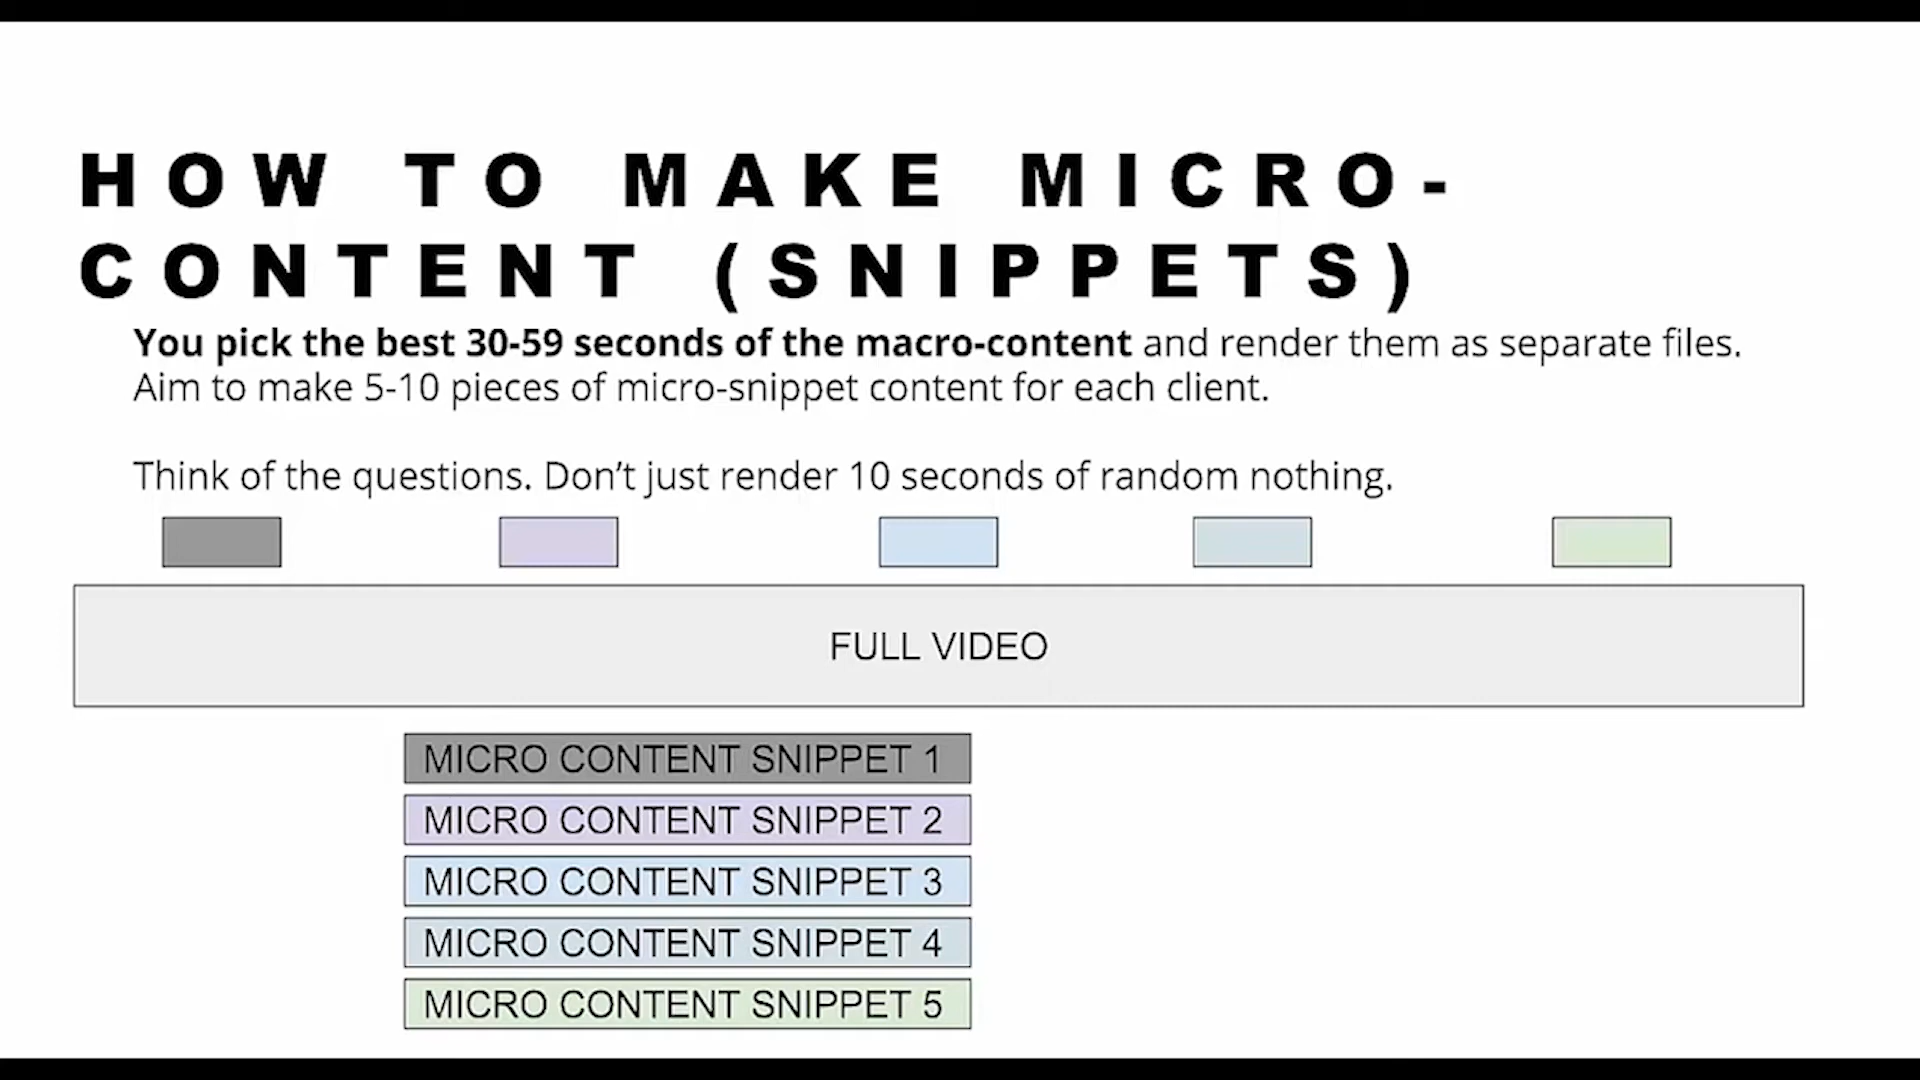 HOW TO MAKE MICRO-
CONTENT (SNIPPETS)
You pick the best 30-59 seconds of the macro-content and render them as separate files.
Aim to make 5-10 pieces of micro-snippet content for each client.
Think of the questions. Don’t just render 10 seconds of random nothing.
FULL VIDEO
MICRO CONTENT SNIPPET 1
MICRO CONTENT SNIPPET 2
MICRO CONTENT SNIPPET 3
MICRO CONTENT SNIPPET 4
MICRO CONTENT SNIPPET 5